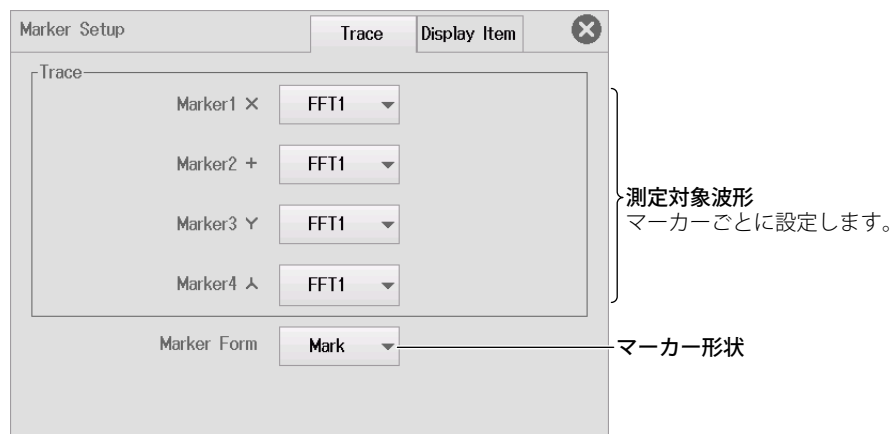 Marker Setup
Trace
Display Item
Trace
Marker1 ×
FFT1
Marker2 +
FFT1
Marker3 Y
FFT1
Marker4 ⅄
FFT1
測定対象波形
マーカーごとに設定します。
Marker Form
Mark
マーカー形状